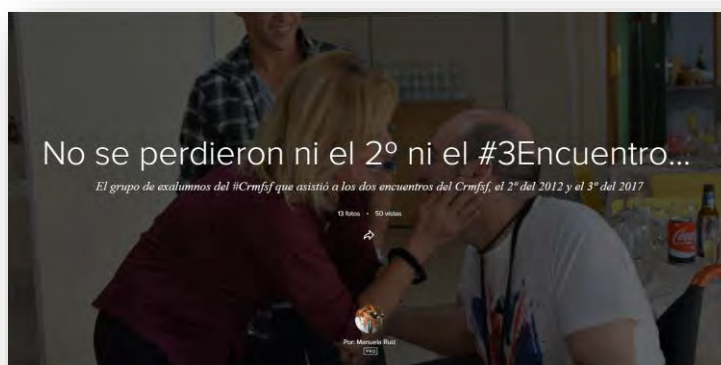 No se perdieron ni el 2º ni el #3Encuentro...
El grupo de exalumnos del #Crmfsf que asistió a los dos encuentros del Crmfsf, el 2º del 2012 y el 3º del 2017
13 fotos • 50 vistas
Por: Manuela Ruiz
PRO
Coca-Cola